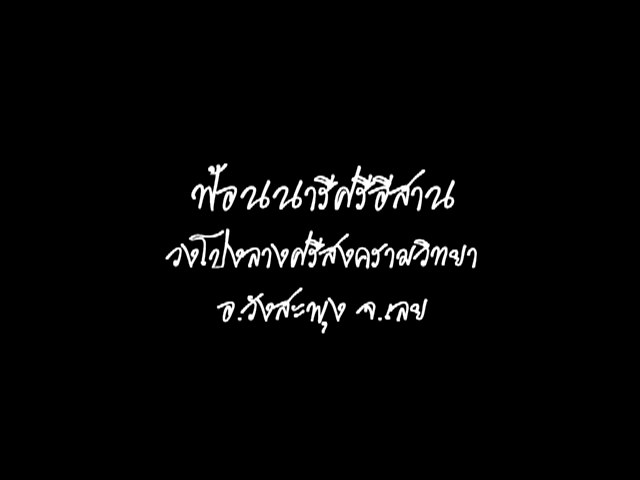 ฟ้อนนารีศรีอีสาน
วงโปงลางศรีสงครามวิทยา
อ.วังสะพุง จ.เลย